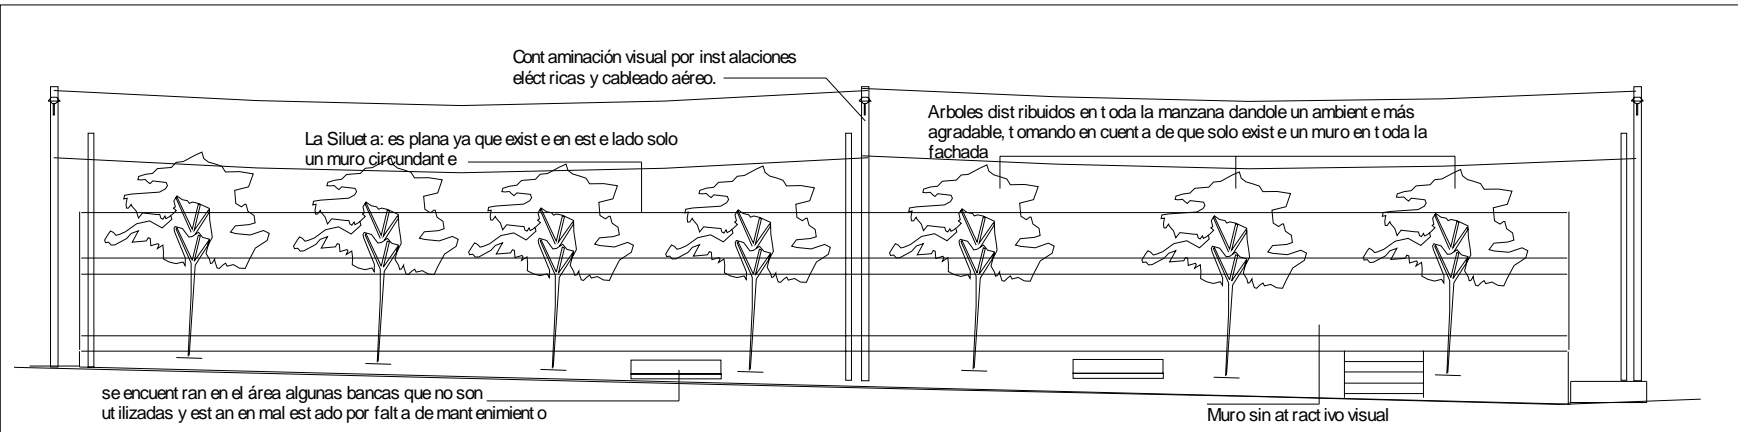 Contaminación visual por instalaciones
eléctricas y cableado aéreo.
Arboles distribuidos en toda la manzana dandole un ambiente más
agradable, tomando en cuenta de que solo existe un muro en toda la
fachada
La Silueta: es plana ya que existe en este lado solo
un muro circundante
se encuentran en el área algunas bancas que no son
utilizadas y estan en mal estado por falta de mantenimiento
Muro sin atractivo visual